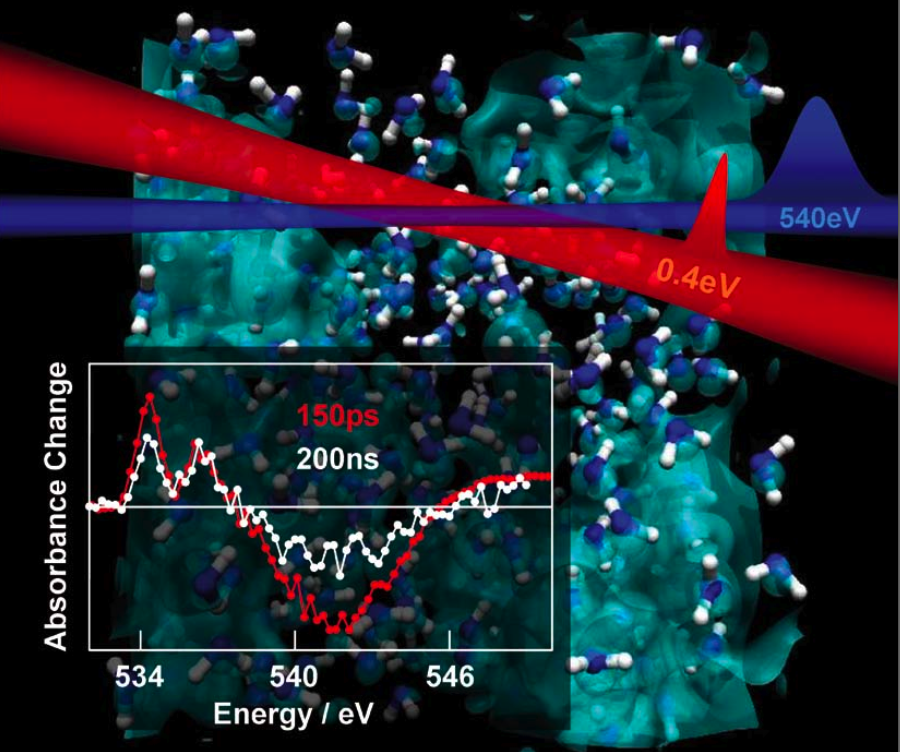 540eV
0.4eV
Absorbance Change
150ps
200ns
534 540 546
Energy / eV